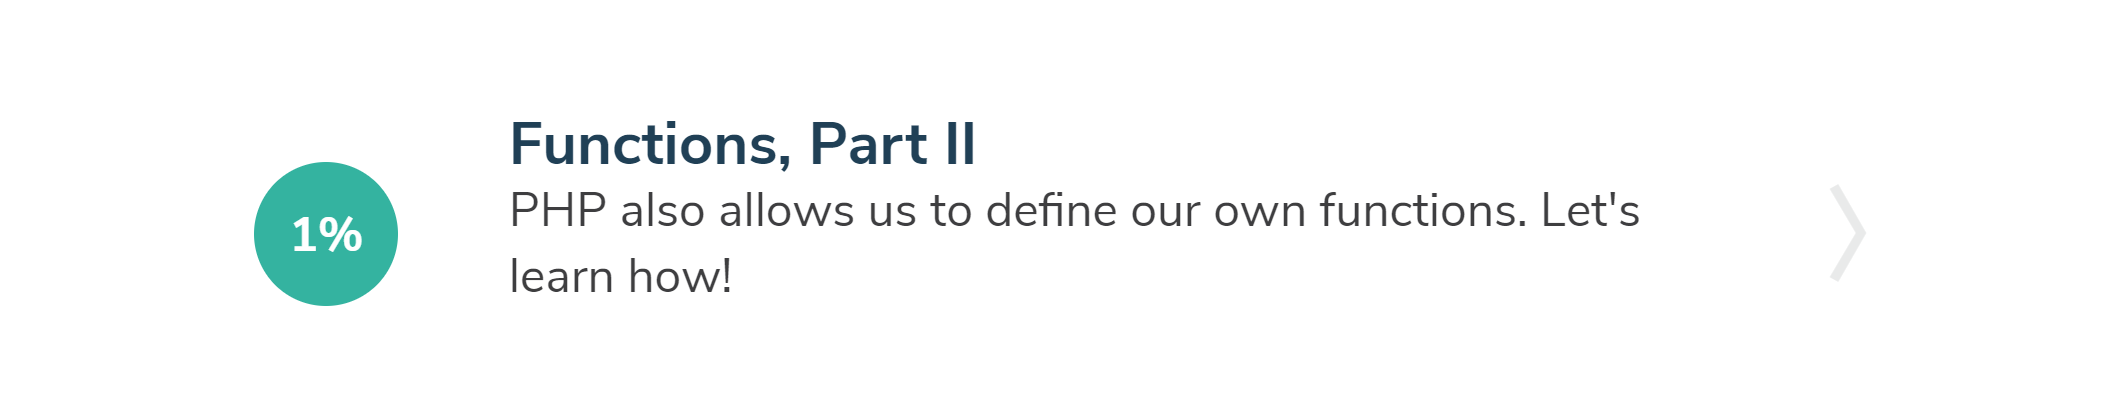 Functions, Part II
1%
PHP also allows us to define our own functions. Let's
learn how!